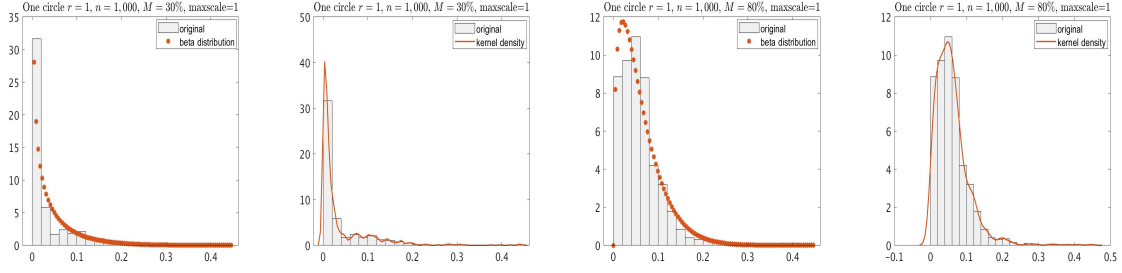 One circle r = 1, n = 1,000, M = 30%, maxscale=1
original
beta distribution
35
30
25
20
15
10
5
0
0 0.1 0.2 0.3 0.4
One circle r = 1, n = 1,000, M = 30%, maxscale=1
original
kernel density
50
40
30
20
10
0
0 0.1 0.2 0.3 0.4
One circle r = 1, n = 1,000, M = 80%, maxscale=1
original
beta distribution
12
10
8
6
4
2
0
0 0.1 0.2 0.3 0.4
One circle r = 1, n = 1,000, M = 80%, maxscale=1
original
kernel density
12
10
8
6
4
2
0
-0.1 0 0.1 0.2 0.3 0.4 0.5